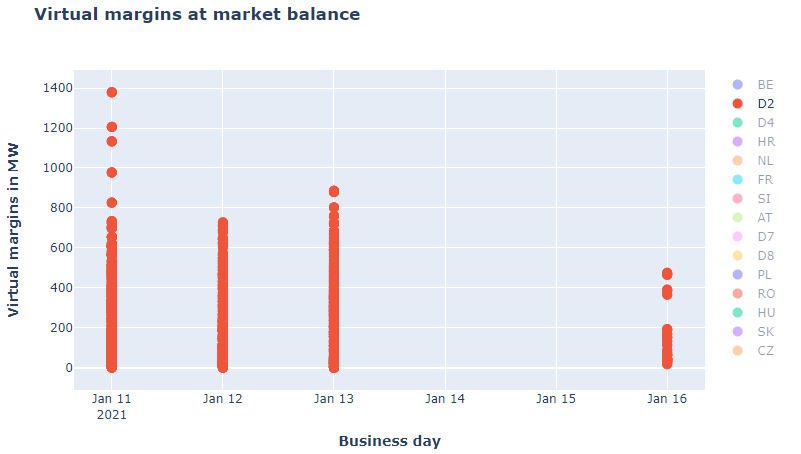 Virtual margins at market balance
Virtual margins in MW
1400
1200
1000
800
600
400
200
0
Jan 11
2021
Jan 12
Jan 13
Jan 14
Jan 15
Jan 16
Business day
BE
D2
D4
HR
NL
FR
SI
AT
D7
D8
PL
RO
HU
SK
CZ